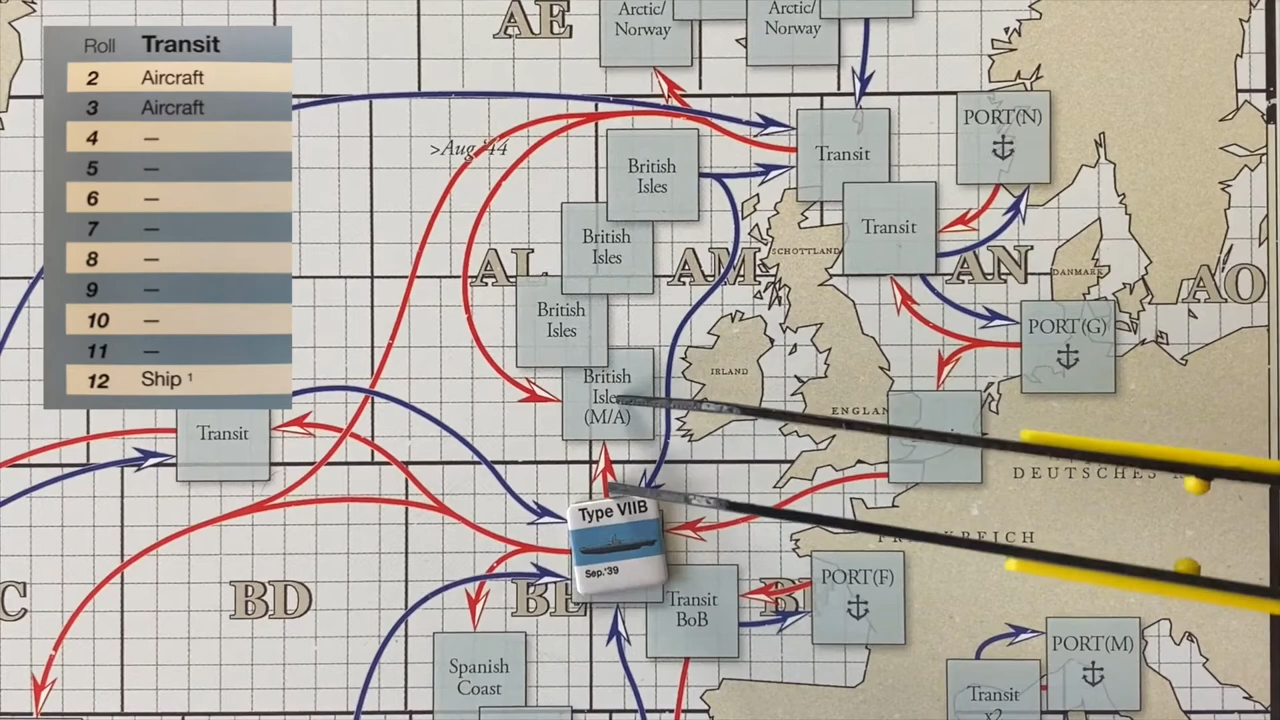 Roll Transit
2 Aircraft
3 Aircraft
4 —
5 —
6 —
7 —
8 —
9 —
10 —
11 —
12 Ship ¹
AE
Arctic/
Norway
Arctic/
Norway
>Aug '44
British
Isles
British
Isles
British
Isles
British
Isles
(M/A)
Transit
Transit
PORT(N)
PORT(G)
SCHOTTLAND
IRLAND
DANMARK
AL
AM
AN
AO
DEUTSCHES
Transit
Type VIIB
Sep.'39
BD
BE
Transit
BoB
PORT(F)
Spanish
Coast
PORT(M)
Transit
x2